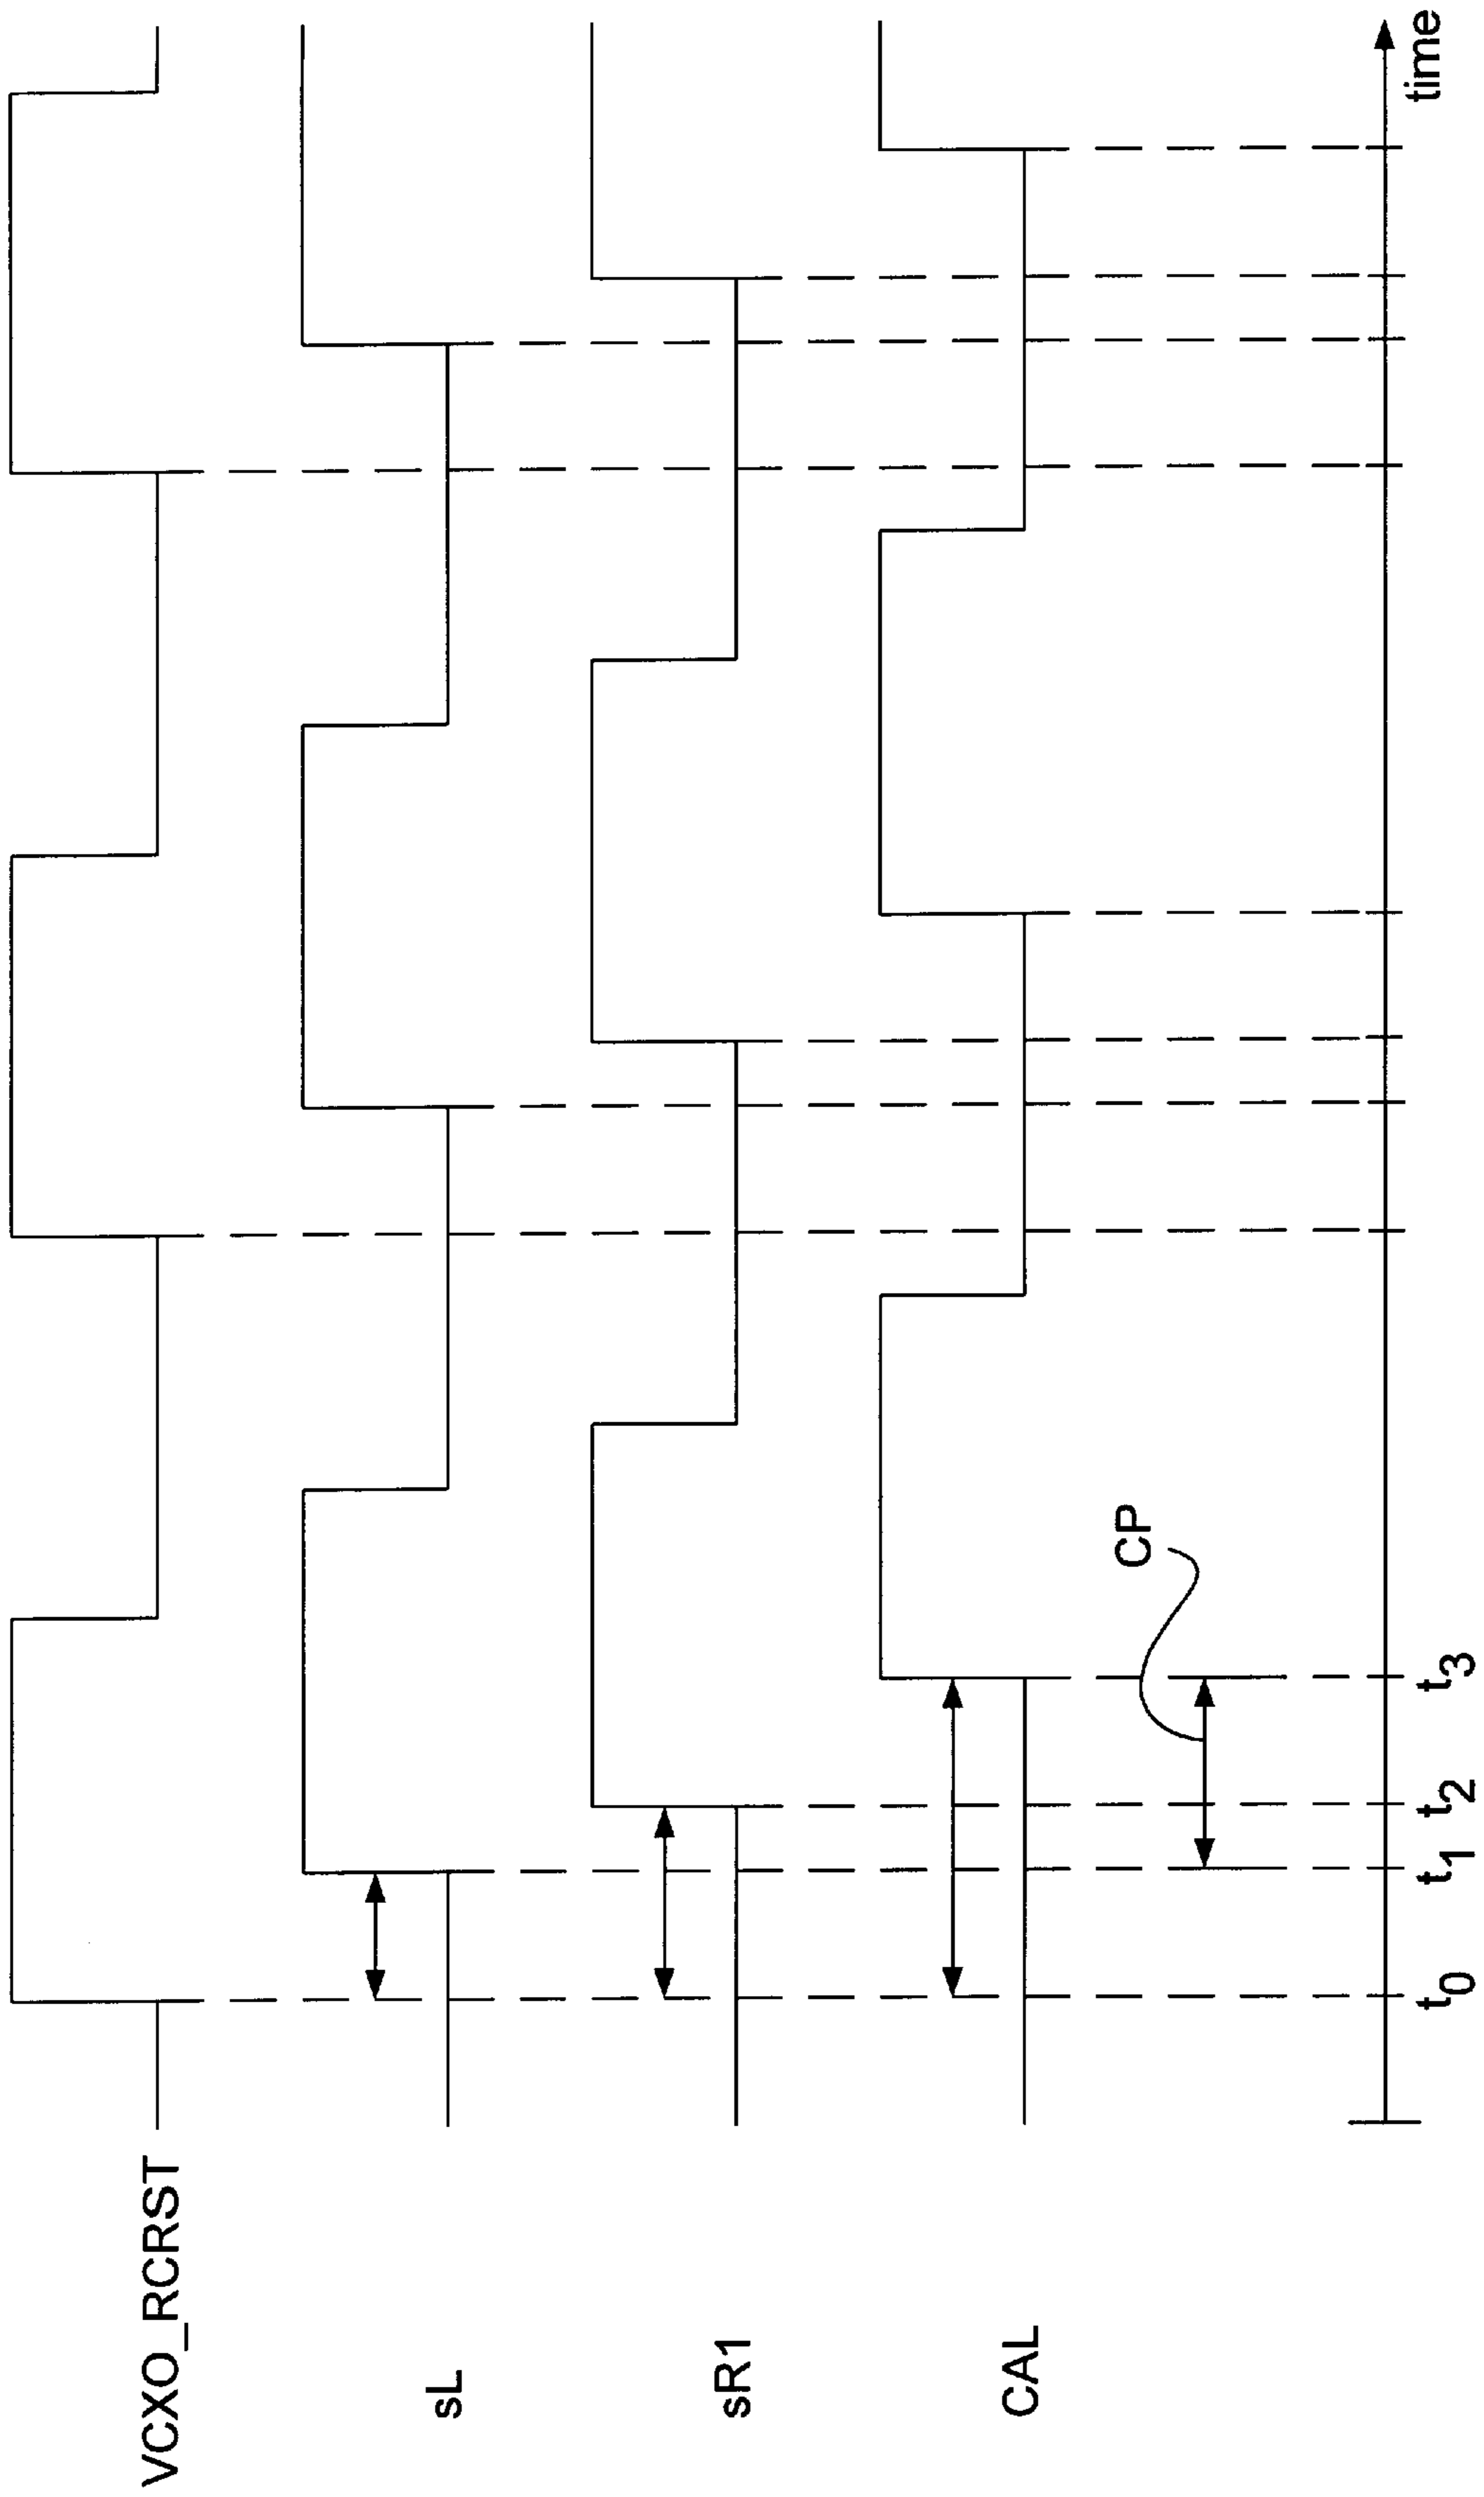 VCXO_RCRST
sL
sR1
CAL
CP
t0 t1 t2 t3
time